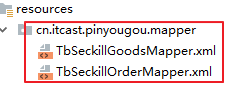 resources
cn.itcast.pinyougou.mapper
TbSeckillGoodsMapper.xml
TbSeckillOrderMapper.xml